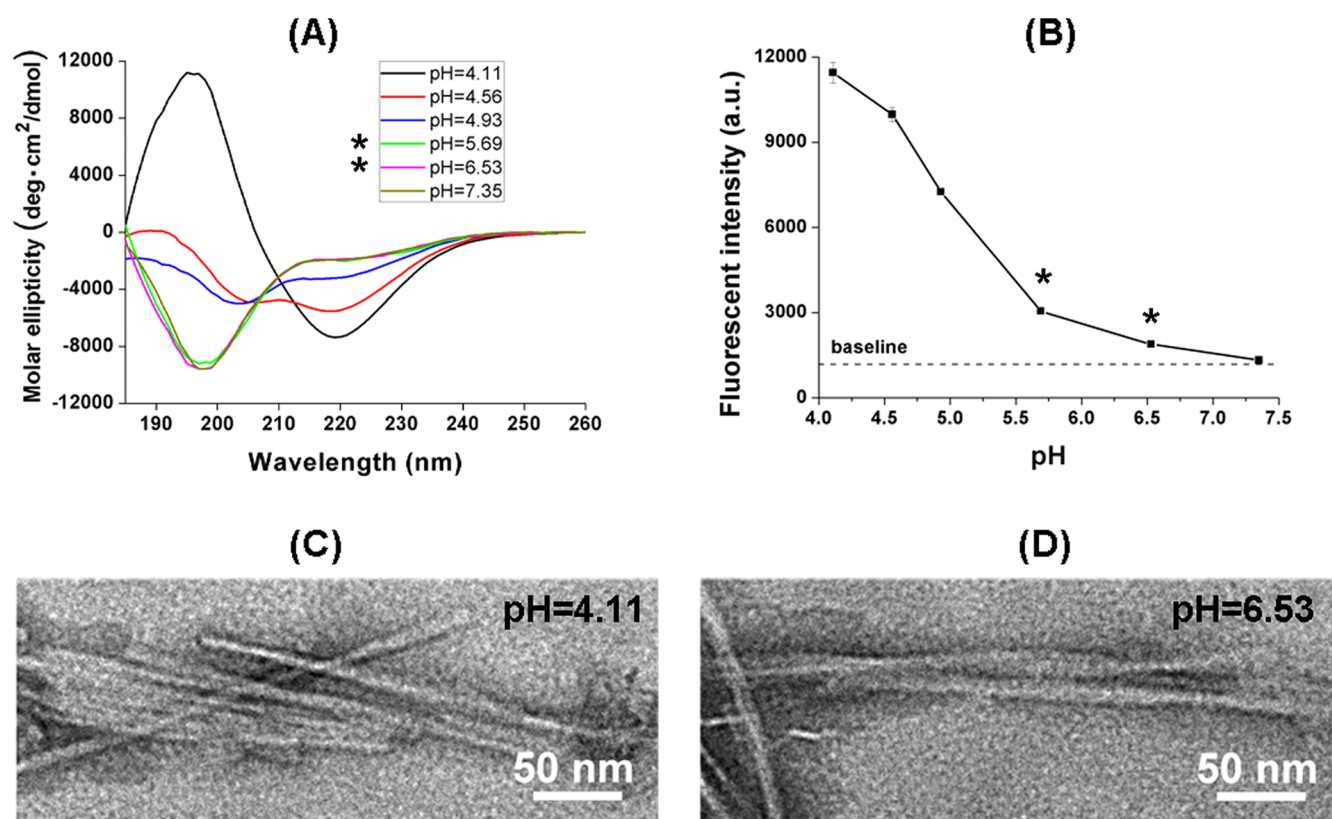 (A)
Molar ellipticity (deg·cm²/dmol)
12000
8000
4000
0
-4000
-8000
-12000
190 200 210 220 230 240 250 260
Wavelength (nm)
pH=4.11
pH=4.56
pH=4.93
* pH=5.69
* pH=6.53
pH=7.35
(B)
Fluorescent intensity (a.u.)
12000
9000
6000
3000
0
*
*
baseline
4.0 4.5 5.0 5.5 6.0 6.5 7.0 7.5
pH
(C)
pH=4.11
50 nm
(D)
pH=6.53
50 nm